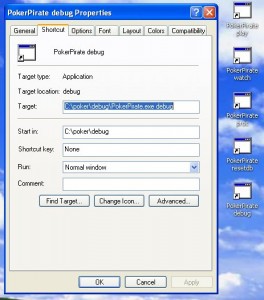 PokerPirate debug Properties
General Shortcut Options Font Layout Colors Compatibility
PokerPirate debug
Target type: Application
Target location: debug
Target: C:\poker\debug\PokerPirate.exe debug
Start in: C:\poker\debug
Shortcut key: None
Run: Normal window
Comment:
Find Target... Change Icon... Advanced...
OK Cancel Apply
PokerPirate
PokerPirate
watch
PokerPirate
PokerPirate
PokerPirate
debug